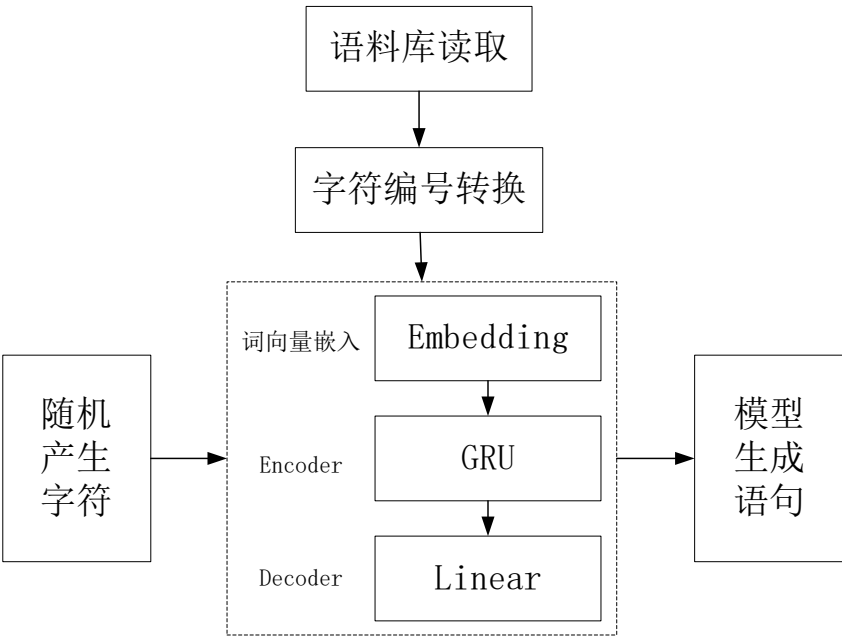 语料库读取
字符编号转换
词向量嵌入
Embedding
随机
产生
字符
Encoder
GRU
模型
生成
语句
Decoder
Linear